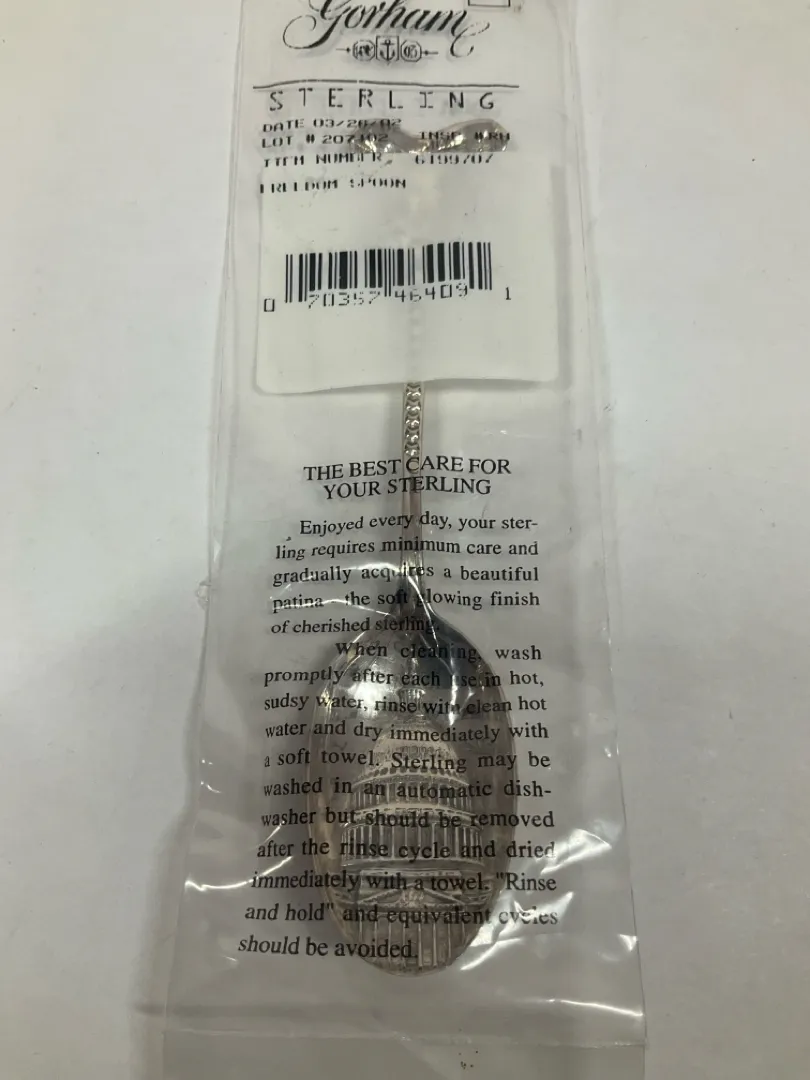 Gorham
STERLING
DATE 03/26/02
LOT # 207402 INSP #RH
ITEM NUMBER, 6199707
FREEDOM SPOON
0 70357 46409 1
THE BEST CARE FOR
YOUR STERLING
Enjoyed every day, your ster-
ling requires minimum care and
gradually acquires a beautiful
patina - the soft glowing finish
of cherished sterling.
When cleaning, wash
promptly after each use in hot,
sudsy water, rinse with clean hot
water and dry immediately with
a soft towel. Sterling may be
washed in an automatic dish-
washer but should be removed
after the rinse cycle and dried
immediately with a towel. "Rinse
and hold" and equivalent cycles
should be avoided.